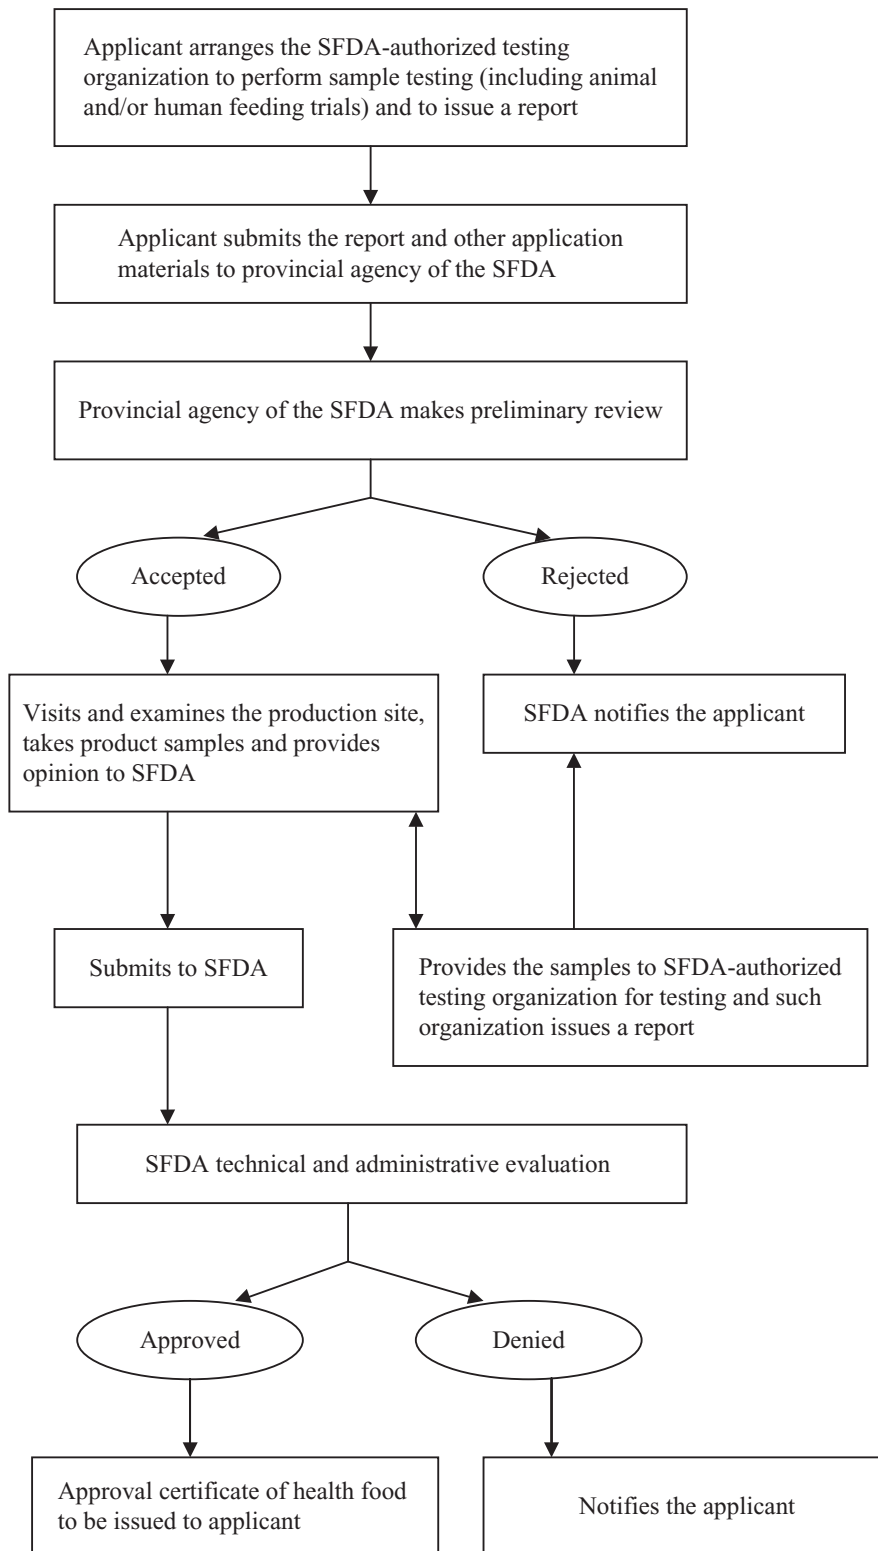 Applicant arranges the SFDA-authorized testing
organization to perform sample testing (including animal
and/or human feeding trials) and to issue a report
Applicant submits the report and other application
materials to provincial agency of the SFDA
Provincial agency of the SFDA makes preliminary review
Accepted
Rejected
Visits and examines the production site,
takes product samples and provides
opinion to SFDA
SFDA notifies the applicant
Submits to SFDA
Provides the samples to SFDA-authorized
testing organization for testing and such
organization issues a report
SFDA technical and administrative evaluation
Approved
Denied
Approval certificate of health food
to be issued to applicant
Notifies the applicant